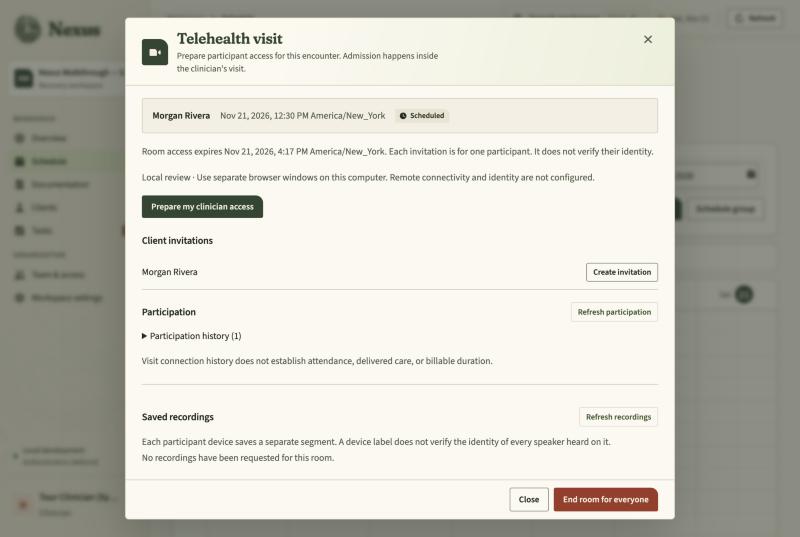 Nexus
Refresh
Overview
Schedule
Documentation
Clients
Tasks
Team & access
Workspace settings
Schedule group
Telehealth visit
Prepare participant access for this encounter. Admission happens inside
the clinician's visit.
Morgan Rivera Nov 21, 2026, 12:30 PM America/New_York Scheduled
Room access expires Nov 21, 2026, 4:17 PM America/New_York. Each invitation is for one participant. It does not verify their identity.
Local review · Use separate browser windows on this computer. Remote connectivity and identity are not configured.
Prepare my clinician access
Client invitations
Morgan Rivera Create invitation
Participation Refresh participation
Participation history (1)
Visit connection history does not establish attendance, delivered care, or billable duration.
Saved recordings Refresh recordings
Each participant device saves a separate segment. A device label does not verify the identity of every speaker heard on it.
No recordings have been requested for this room.
Close End room for everyone